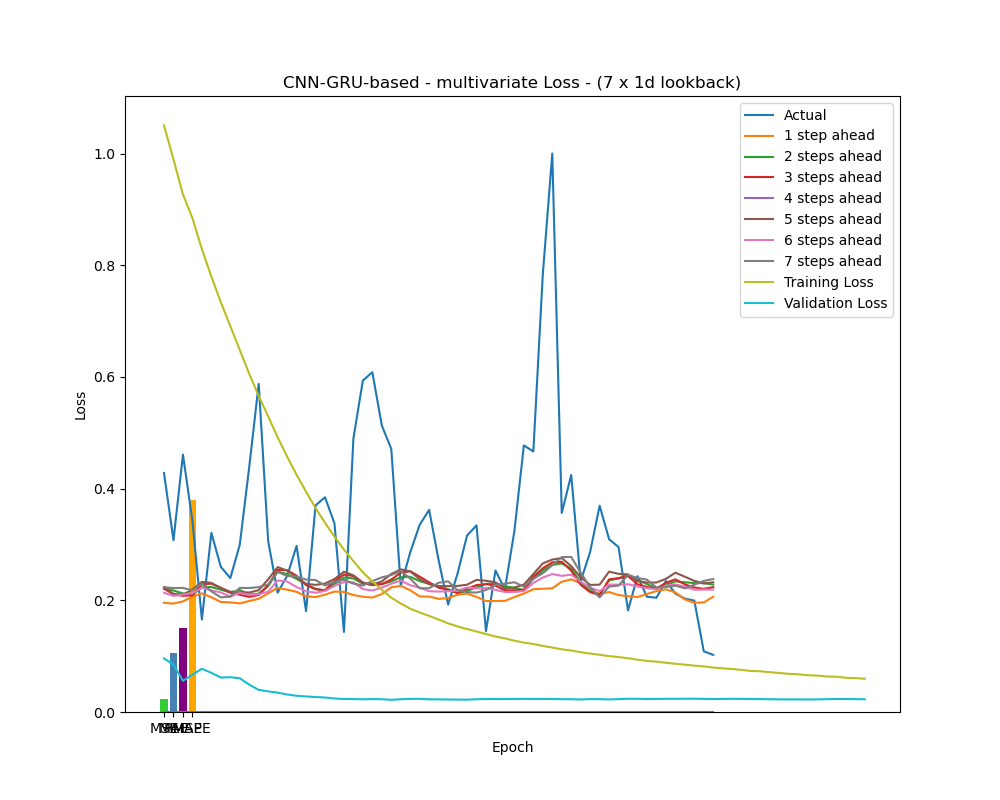 CNN-GRU-based - multivariate Loss - (7 x 1d lookback)
Actual
1 step ahead
2 steps ahead
3 steps ahead
4 steps ahead
5 steps ahead
6 steps ahead
7 steps ahead
Training Loss
Validation Loss
1.0
0.8
0.6
0.4
0.2
0.0
Loss
Epoch